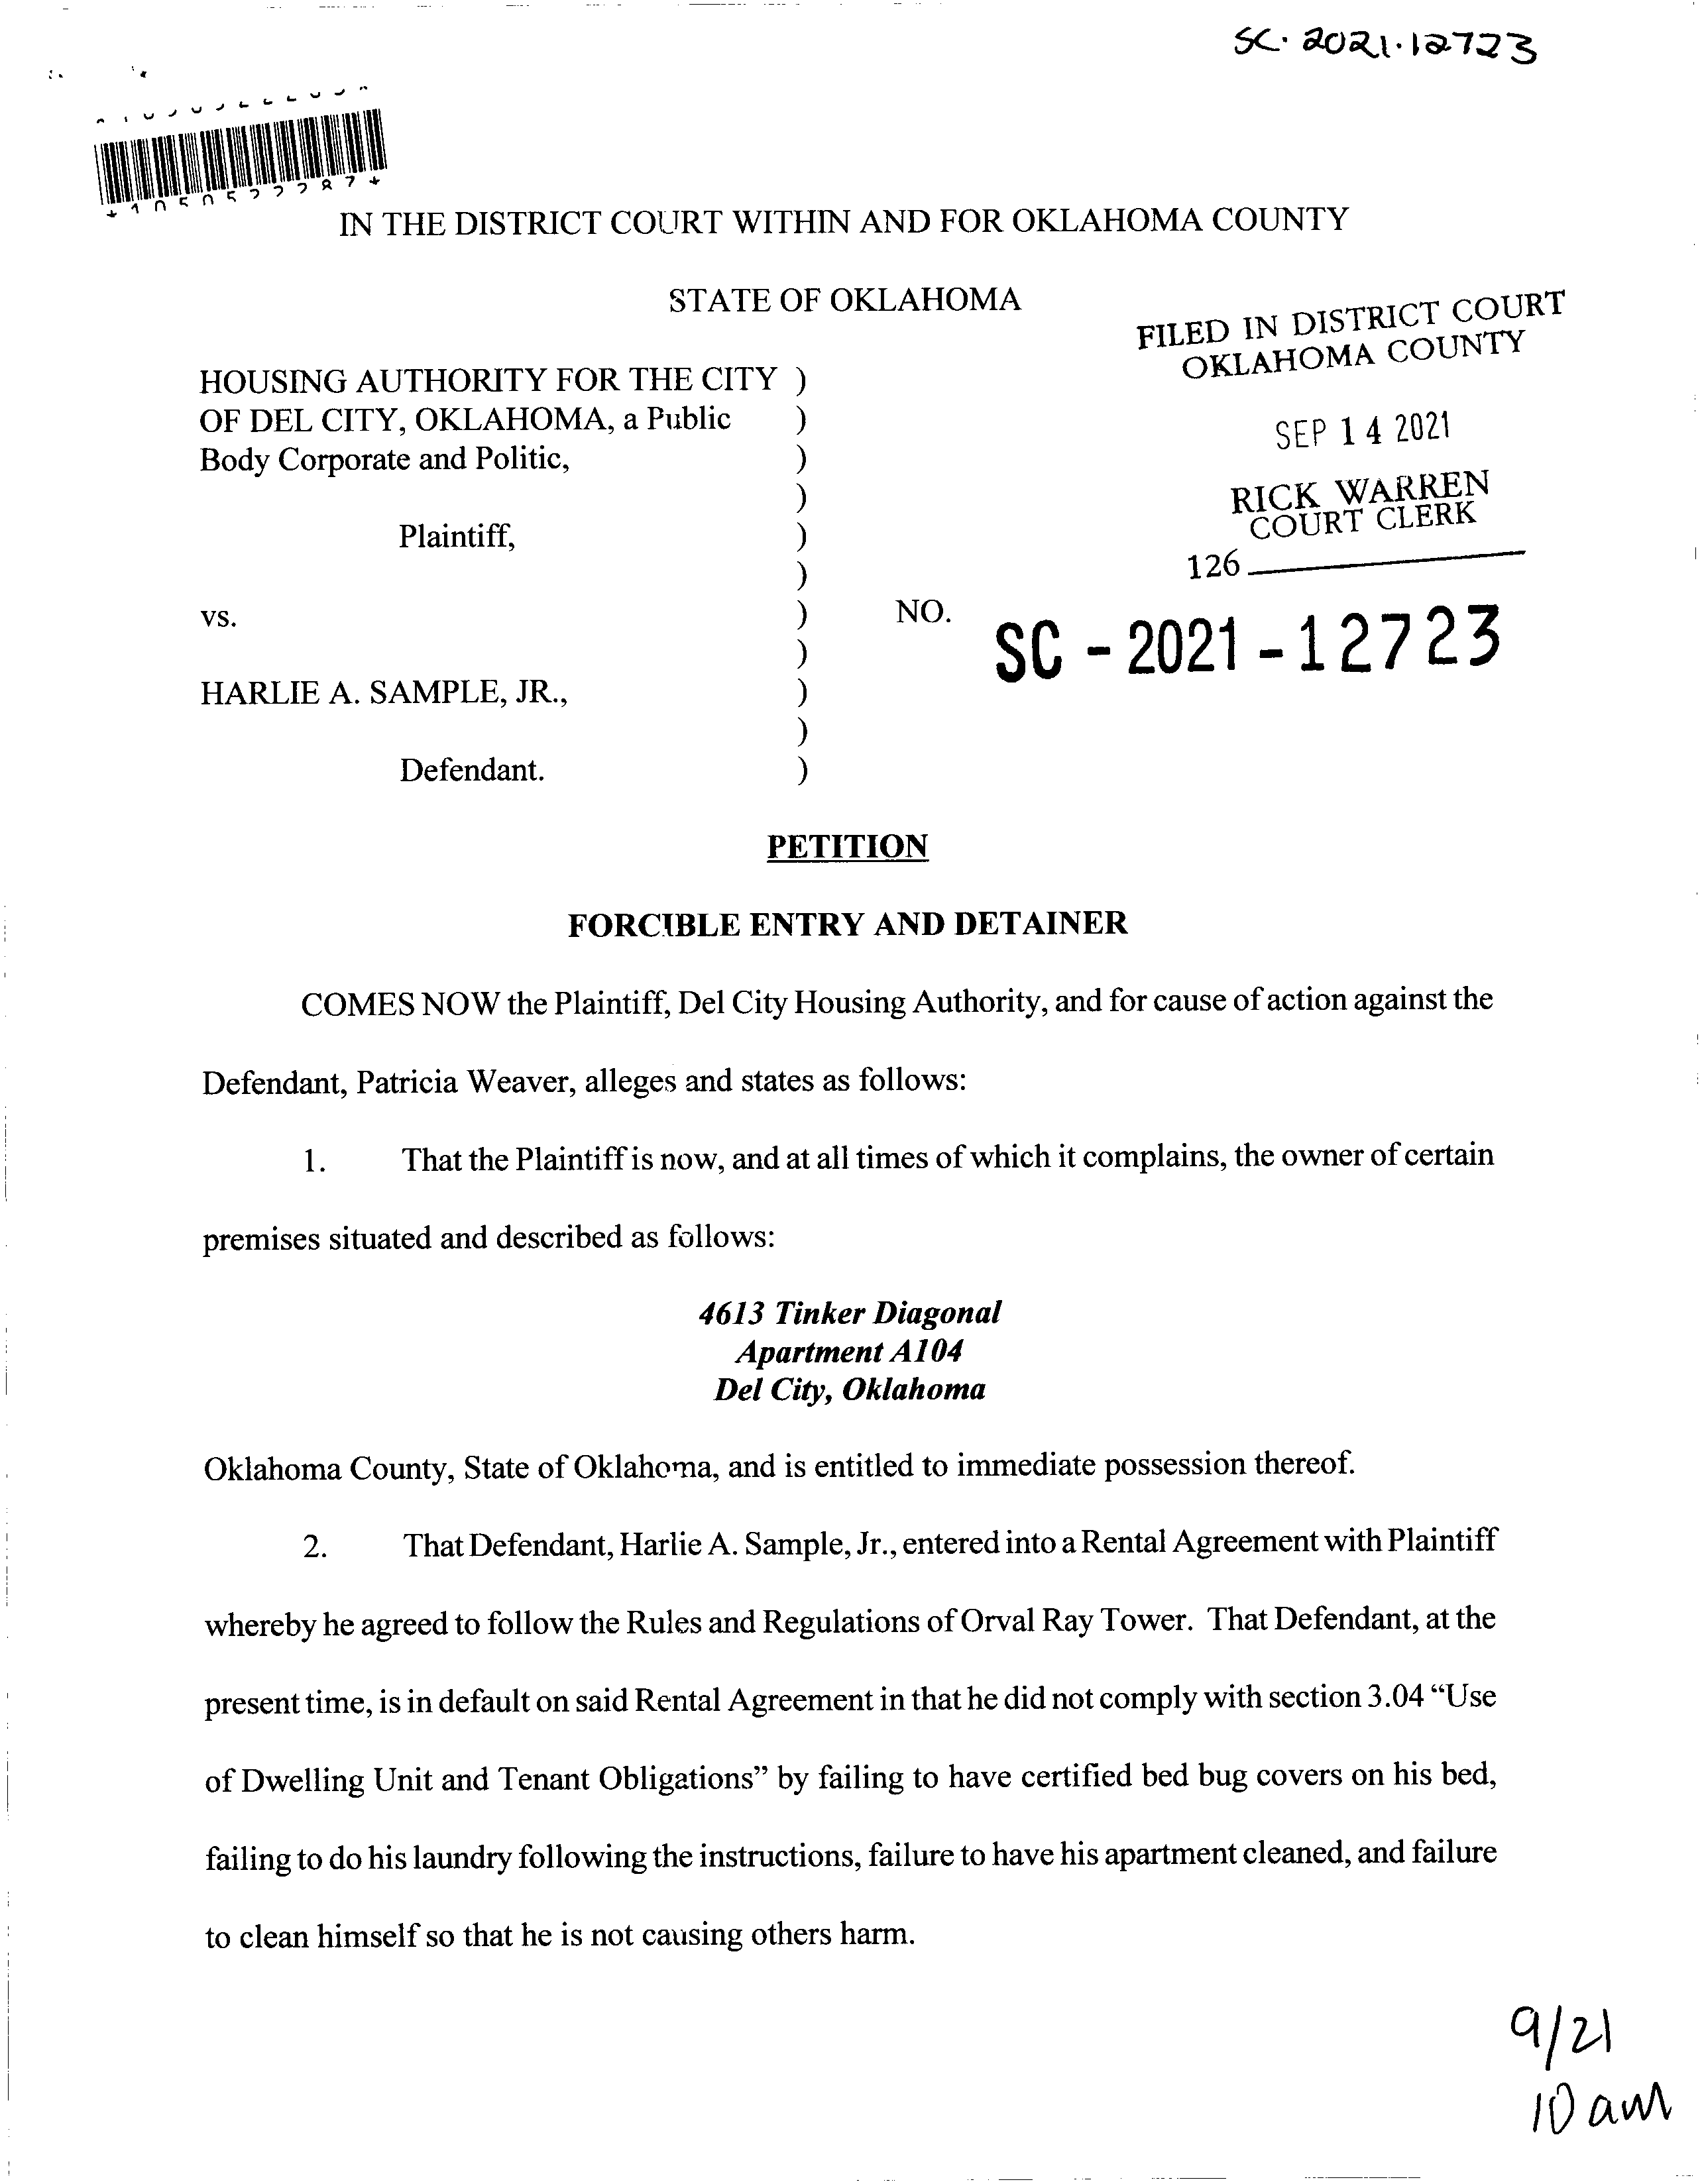 SC. 2021.12723
IN THE DISTRICT COURT WITHIN AND FOR OKLAHOMA COUNTY
STATE OF OKLAHOMA
FILED IN DISTRICT COURT
OKLAHOMA COUNTY
SEP 14 2021
RICK WARREN
COURT CLERK
126
HOUSING AUTHORITY FOR THE CITY )
OF DEL CITY, OKLAHOMA, a Public )
Body Corporate and Politic, )
)
Plaintiff, )
)
vs. ) NO. SC - 2021 - 12723
)
HARLIE A. SAMPLE, JR., )
)
Defendant. )
PETITION
FORCIBLE ENTRY AND DETAINER
COMES NOW the Plaintiff, Del City Housing Authority, and for cause of action against the
Defendant, Patricia Weaver, alleges and states as follows:
1. That the Plaintiff is now, and at all times of which it complains, the owner of certain
premises situated and described as follows:
4613 Tinker Diagonal
Apartment A104
Del City, Oklahoma
Oklahoma County, State of Oklahoma, and is entitled to immediate possession thereof.
2. That Defendant, Harlie A. Sample, Jr., entered into a Rental Agreement with Plaintiff
whereby he agreed to follow the Rules and Regulations of Orval Ray Tower. That Defendant, at the
present time, is in default on said Rental Agreement in that he did not comply with section 3.04 “Use
of Dwelling Unit and Tenant Obligations” by failing to have certified bed bug covers on his bed,
failing to do his laundry following the instructions, failure to have his apartment cleaned, and failure
to clean himself so that he is not causing others harm.
9/21
10 am